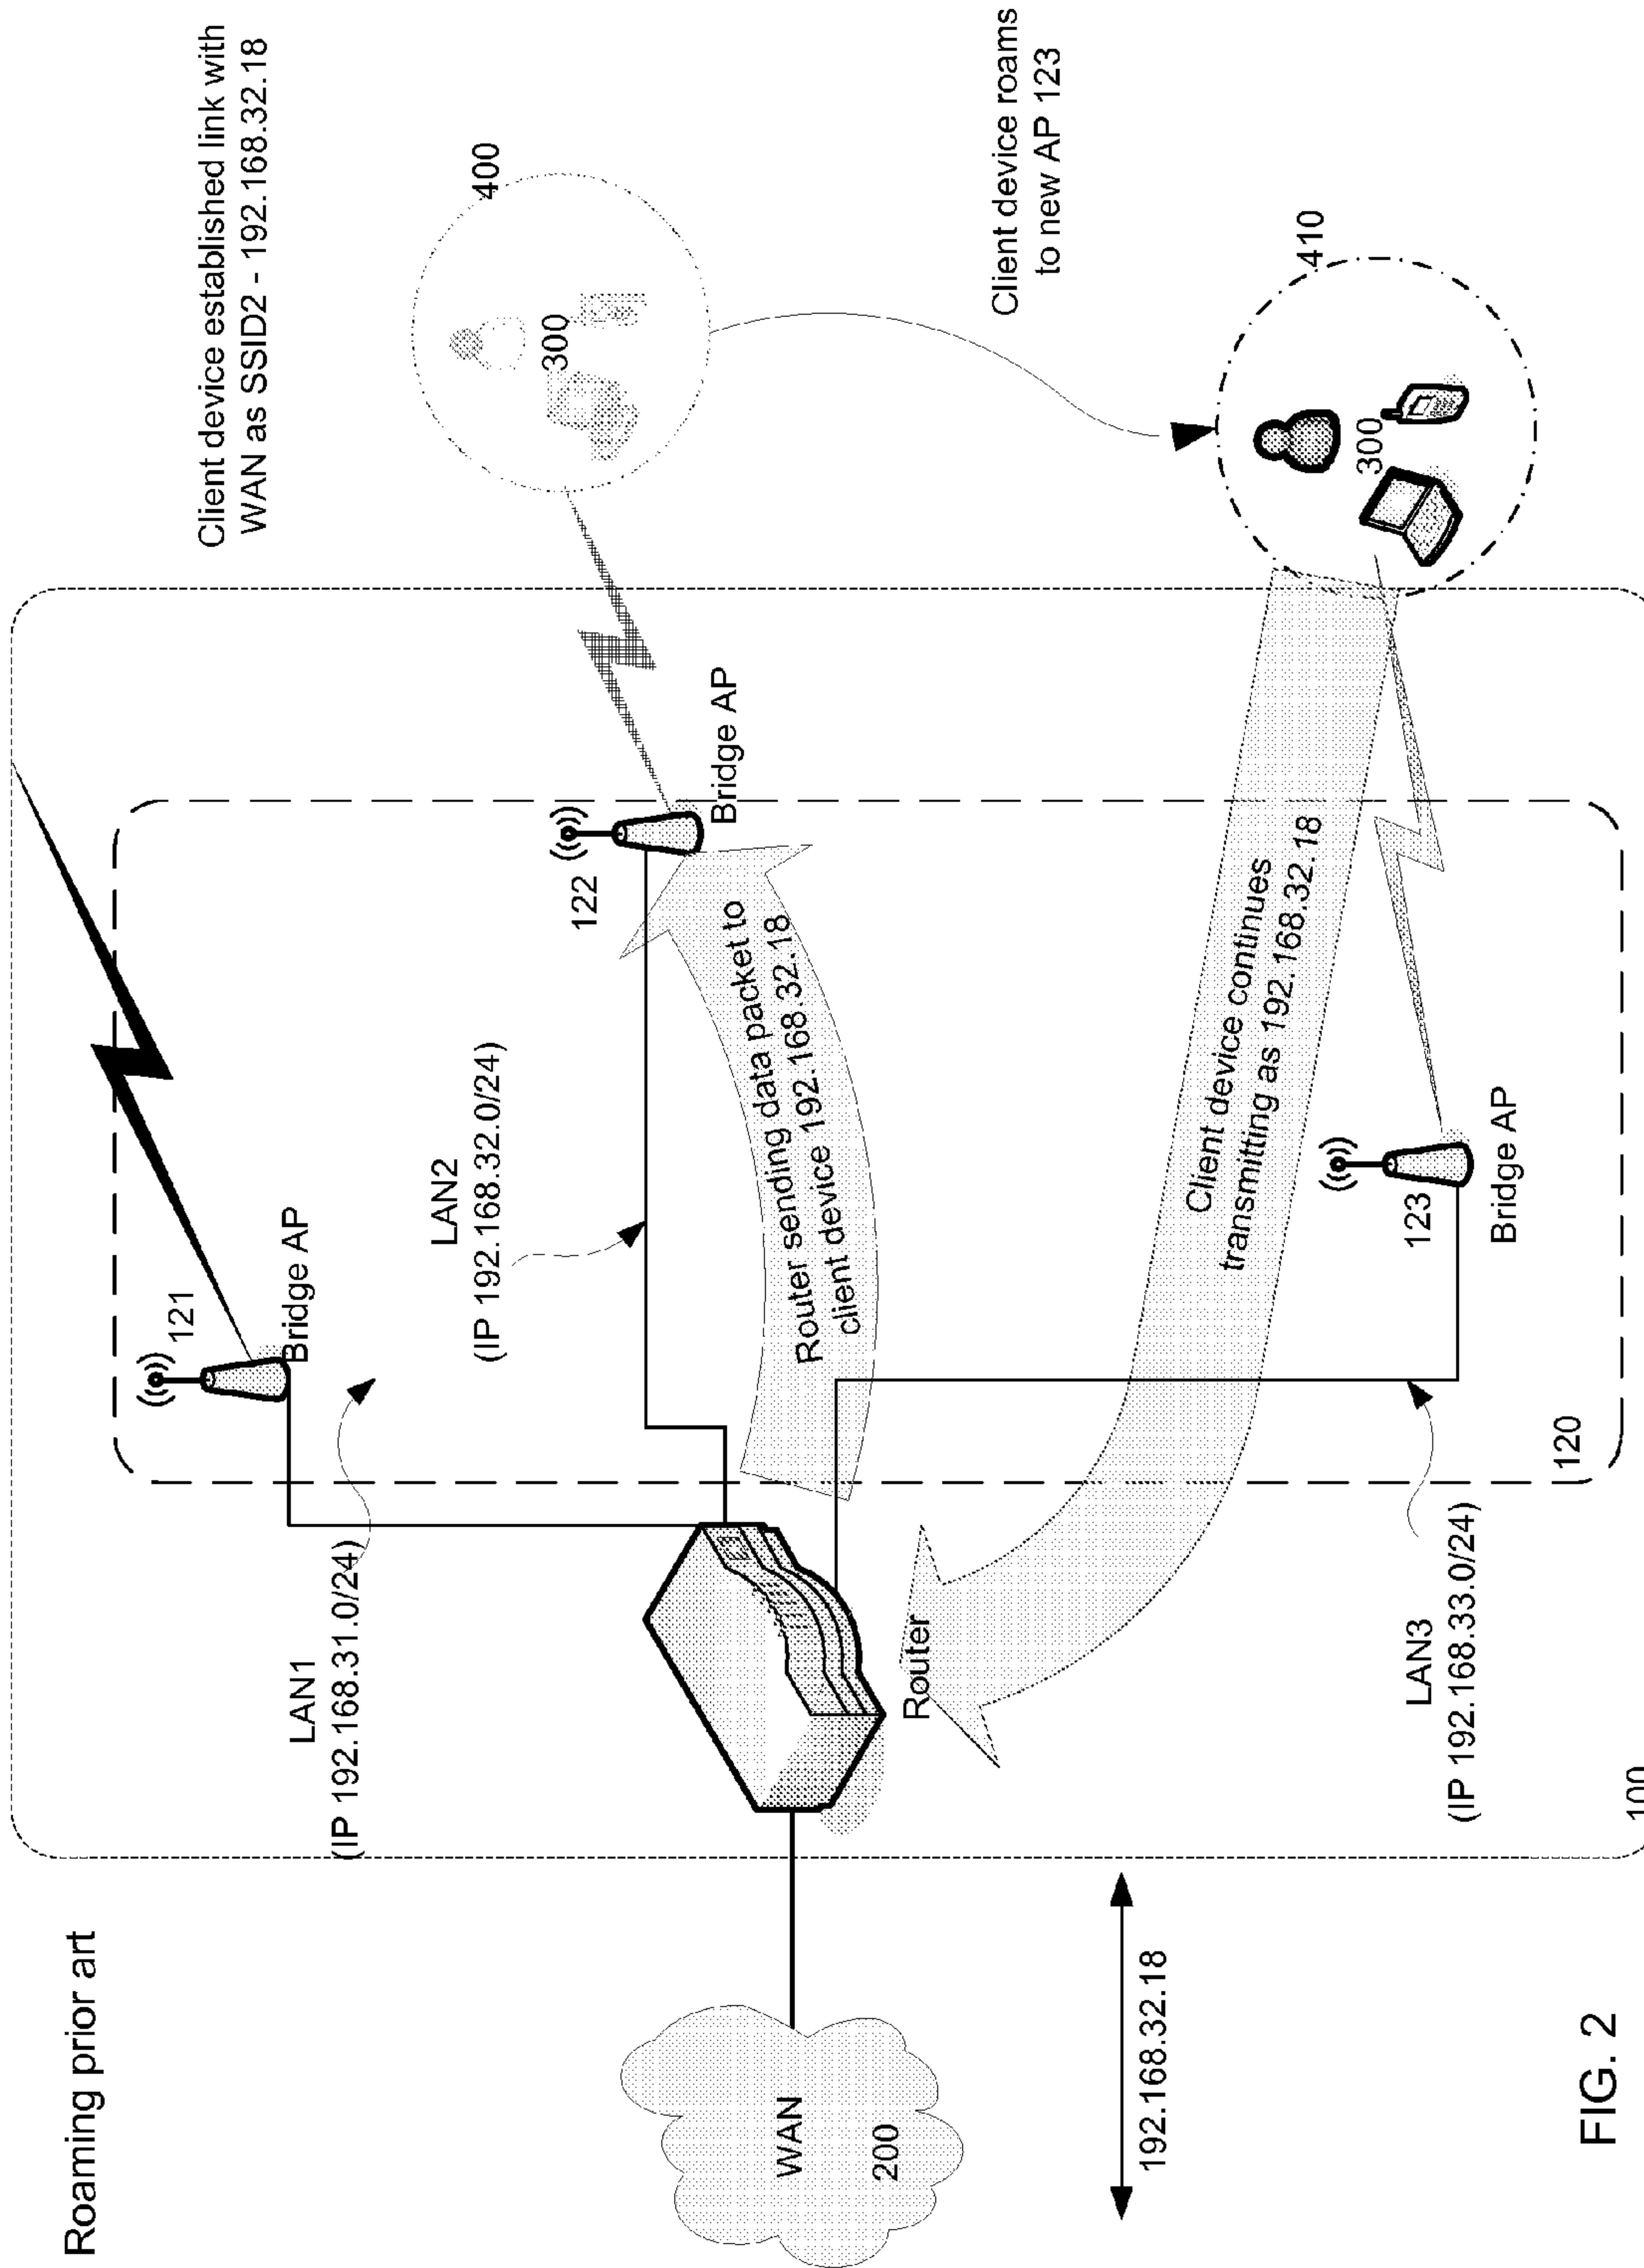 Roaming prior art
Client device established link with
WAN as SSID2 - 192.168.32.18
400
300
Client device roams
to new AP 123
410
300
121
Bridge AP
LAN1
(IP 192.168.31.0/24)
LAN2
(IP 192.168.32.0/24)
122
Bridge AP
Router sending data packet to
client device 192.168.32.18
Client device continues
transmitting as 192.168.32.18
WAN
200
Router
192.168.32.18
LAN3
(IP 192.168.33.0/24)
123
Bridge AP
120
100
FIG. 2